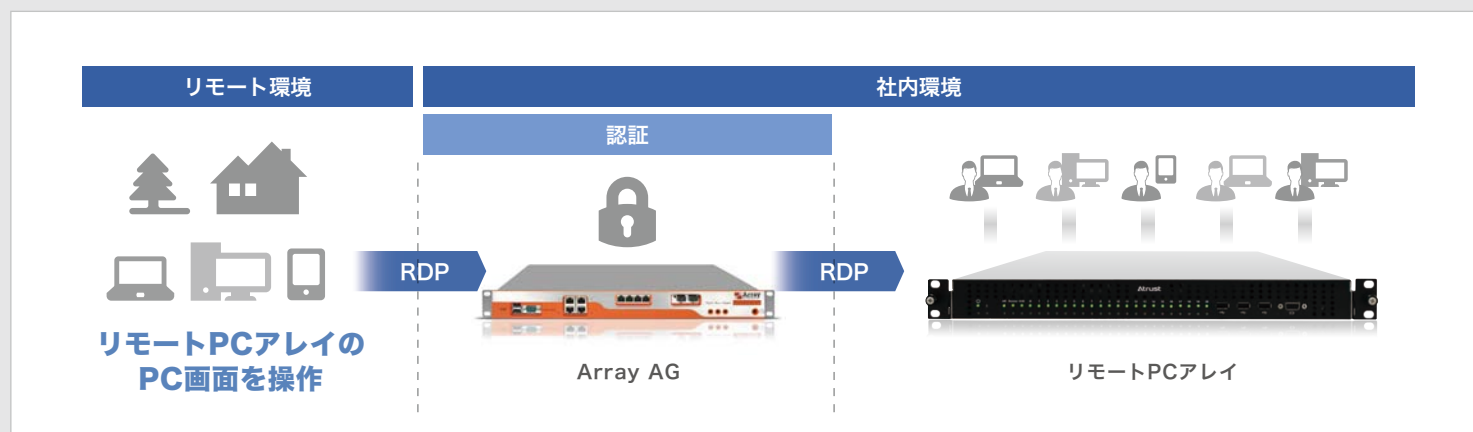 リモート環境
社内環境
認証
RDP
RDP
Array
Atrust
リモートPCアレイの
PC画面を操作
Array AG
リモートPCアレイ